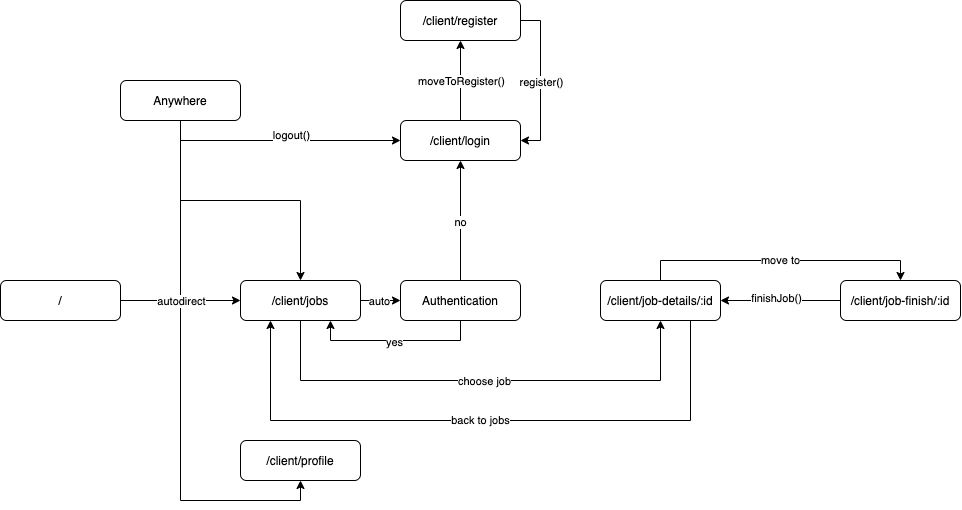 /client/register
moveToRegister()
register()
Anywhere
logout()
/client/login
no
/
autodirect
/client/jobs
auto
Authentication
yes
move to
/client/job-details/:id
finishJob()
/client/job-finish/:id
choose job
back to jobs
/client/profile